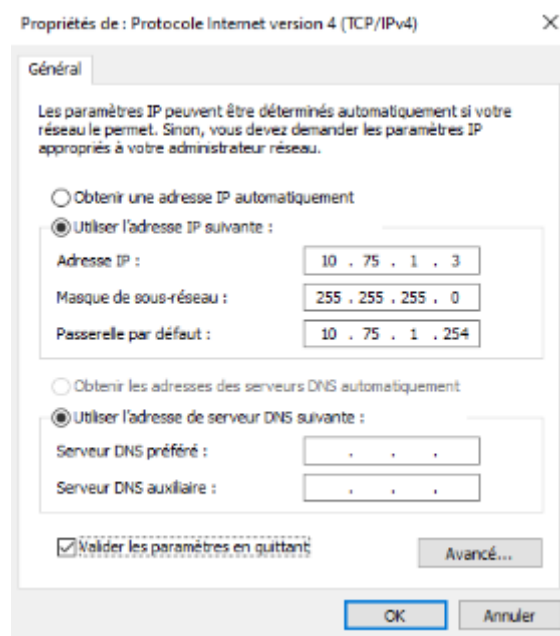 Propriétés de : Protocole Internet version 4 (TCP/IPv4)
Général
Les paramètres IP peuvent être déterminés automatiquement si votre
réseau le permet. Sinon, vous devez demander les paramètres IP
appropriés à votre administrateur réseau.
Obtenir une adresse IP automatiquement
Utiliser l'adresse IP suivante :
Adresse IP : 10 . 75 . 1 . 3
Masque de sous-réseau : 255 . 255 . 255 . 0
Passerelle par défaut : 10 . 75 . 1 . 254
Obtenir les adresses des serveurs DNS automatiquement
Utiliser l'adresse de serveur DNS suivante :
Serveur DNS préféré : . . .
Serveur DNS auxiliaire : . . .
Valider les paramètres en quittant
Avancé...
OK Annuler